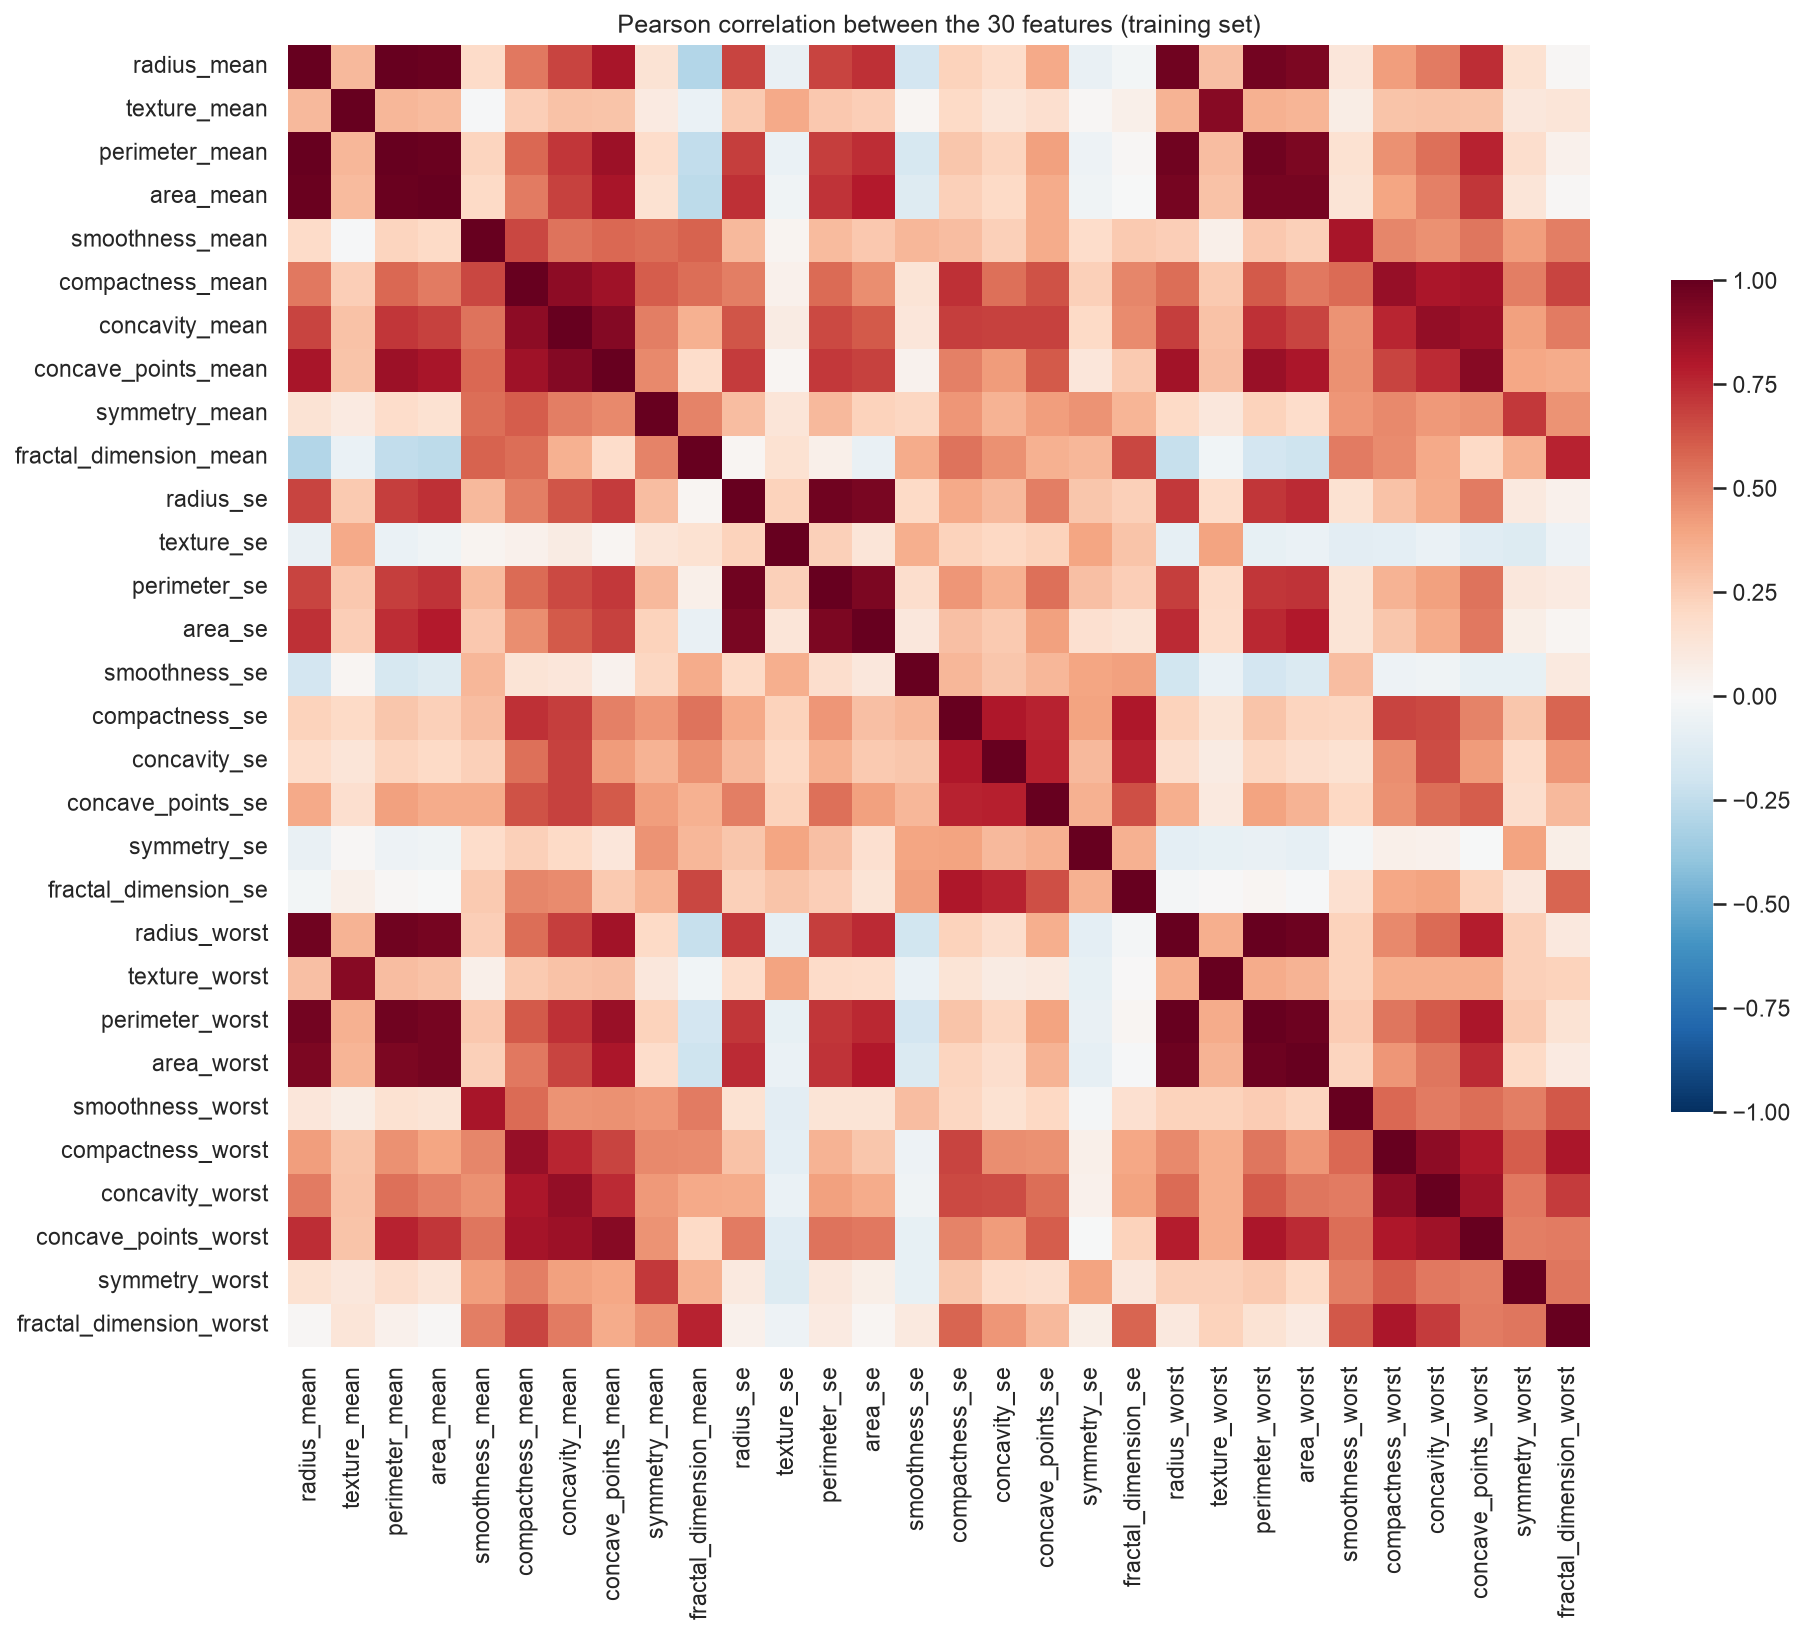 Pearson correlation between the 30 features (training set)
radius_mean
texture_mean
perimeter_mean
area_mean
smoothness_mean
compactness_mean
concavity_mean
concave_points_mean
symmetry_mean
fractal_dimension_mean
radius_se
texture_se
perimeter_se
area_se
smoothness_se
compactness_se
concavity_se
concave_points_se
symmetry_se
fractal_dimension_se
radius_worst
texture_worst
perimeter_worst
area_worst
smoothness_worst
compactness_worst
concavity_worst
concave_points_worst
symmetry_worst
fractal_dimension_worst
radius_mean
texture_mean
perimeter_mean
area_mean
smoothness_mean
compactness_mean
concavity_mean
concave_points_mean
symmetry_mean
fractal_dimension_mean
radius_se
texture_se
perimeter_se
area_se
smoothness_se
compactness_se
concavity_se
concave_points_se
symmetry_se
fractal_dimension_se
radius_worst
texture_worst
perimeter_worst
area_worst
smoothness_worst
compactness_worst
concavity_worst
concave_points_worst
symmetry_worst
fractal_dimension_worst
1.00
0.75
0.50
0.25
0.00
−0.25
−0.50
−0.75
−1.00